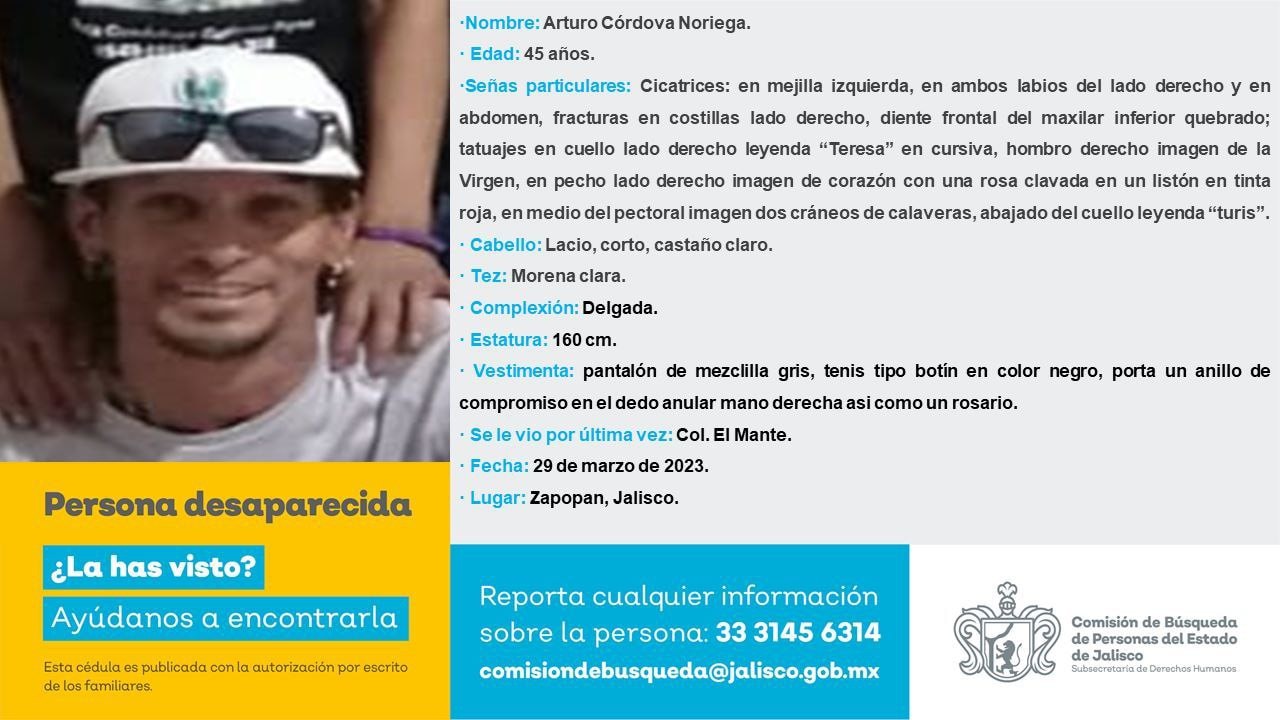 ·Nombre: Arturo Córdova Noriega.
· Edad: 45 años.
·Señas particulares: Cicatrices: en mejilla izquierda, en ambos labios del lado derecho y en
abdomen, fracturas en costillas lado derecho, diente frontal del maxilar inferior quebrado;
tatuajes en cuello lado derecho leyenda “Teresa” en cursiva, hombro derecho imagen de la
Virgen, en pecho lado derecho imagen de corazón con una rosa clavada en un listón en tinta
roja, en medio del pectoral imagen dos cráneos de calaveras, abajado del cuello leyenda “turis”.
· Cabello: Lacio, corto, castaño claro.
· Tez: Morena clara.
· Complexión: Delgada.
· Estatura: 160 cm.
· Vestimenta: pantalón de mezclilla gris, tenis tipo botín en color negro, porta un anillo de
compromiso en el dedo anular mano derecha asi como un rosario.
· Se le vio por última vez: Col. El Mante.
· Fecha: 29 de marzo de 2023.
· Lugar: Zapopan, Jalisco.
Persona desaparecida
¿La has visto?
Ayúdanos a encontrarla
Esta cédula es publicada con la autorización por escrito
de los familiares.
Reporta cualquier información
sobre la persona: 33 3145 6314
comisiondebusqueda@jalisco.gob.mx
Comisión de Búsqueda
de Personas del Estado
de Jalisco
Subsecretaría de Derechos Humanos